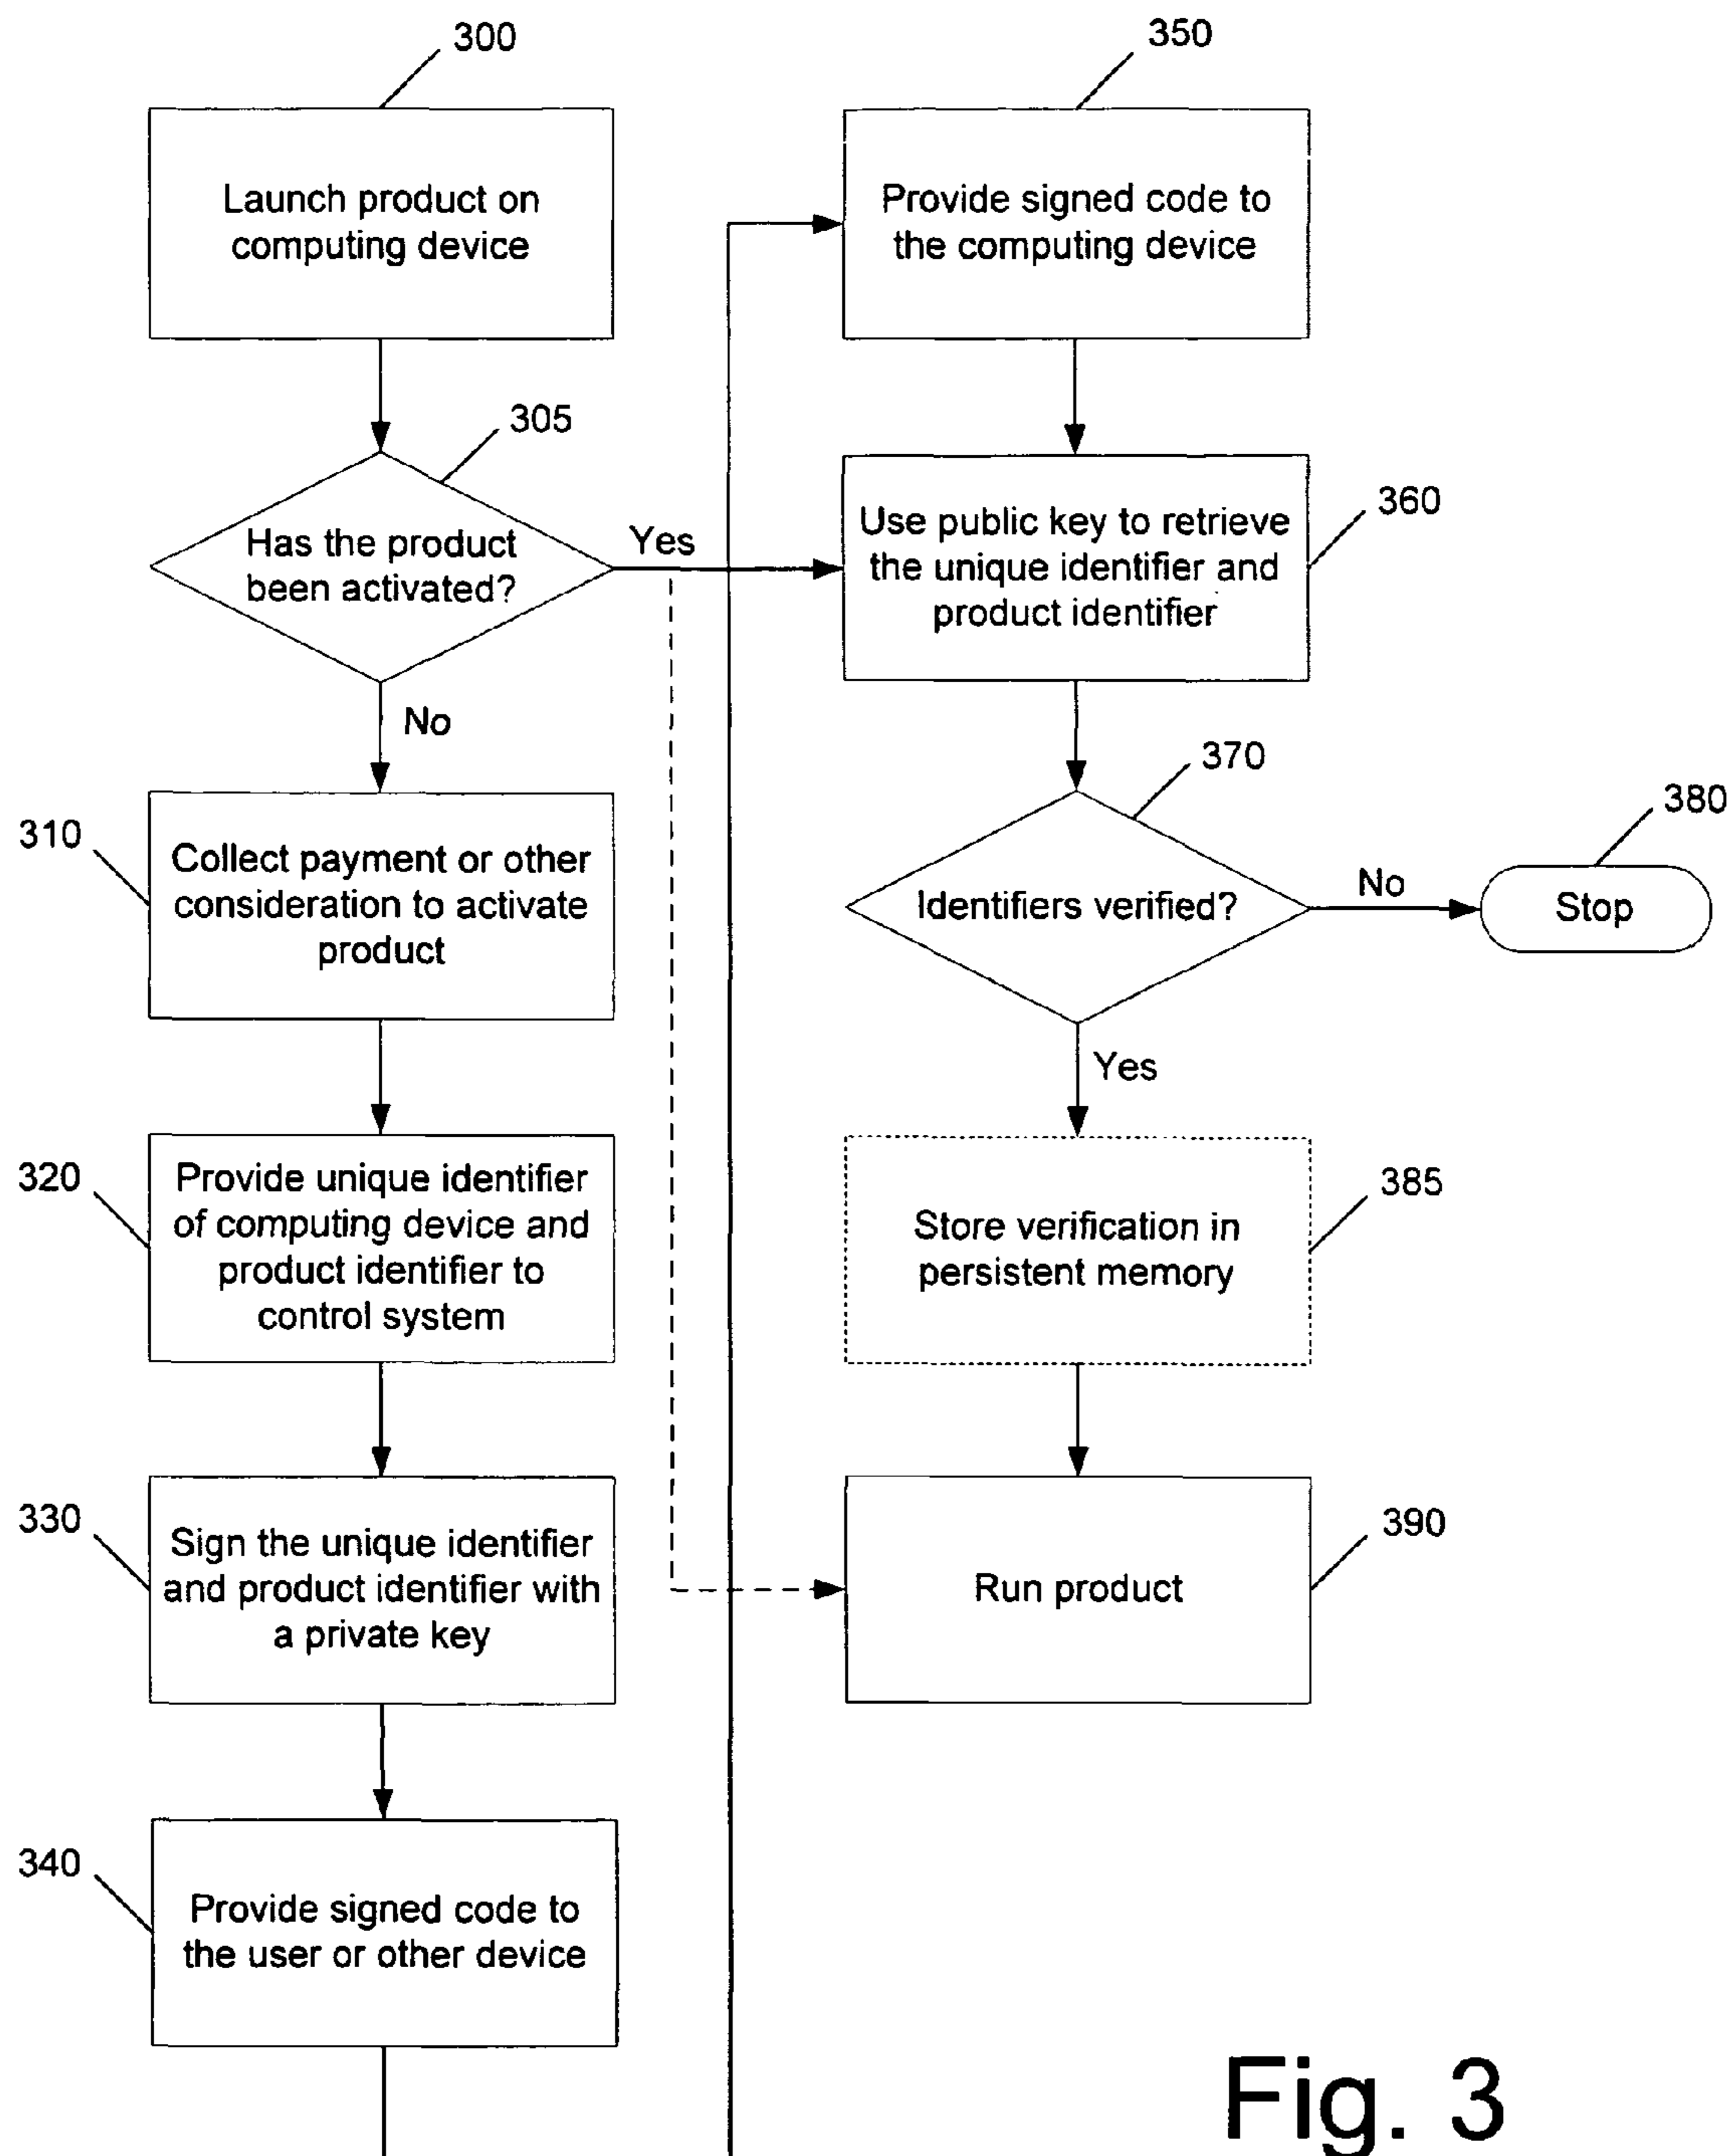 300
Launch product on
computing device
305
Has the product
been activated?
Yes
No
310
Collect payment or other
consideration to activate
product
320
Provide unique identifier
of computing device and
product identifier to
control system
330
Sign the unique identifier
and product identifier with
a private key
340
Provide signed code to
the user or other device
350
Provide signed code to
the computing device
360
Use public key to retrieve
the unique identifier and
product identifier
370
Identifiers verified?
No
380
Stop
Yes
385
Store verification in
persistent memory
390
Run product
Fig. 3